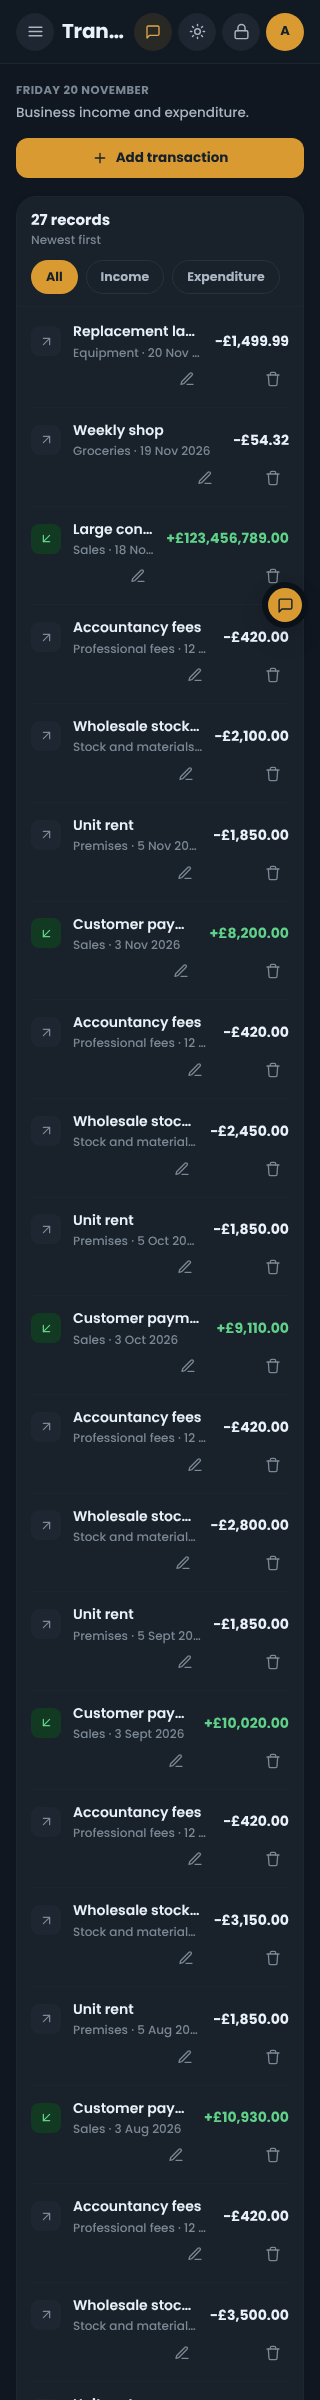 Tran...
A
FRIDAY 20 NOVEMBER
Business income and expenditure.
+ Add transaction
27 records
Newest first
All
Income
Expenditure
Replacement la...
-£1,499.99
Equipment · 20 Nov ...
Weekly shop
-£54.32
Groceries · 19 Nov 2026
Large con...
+£123,456,789.00
Sales · 18 No...
Accountancy fees
-£420.00
Professional fees · 12 ...
Wholesale stock...
-£2,100.00
Stock and materials...
Unit rent
-£1,850.00
Premises · 5 Nov 20...
Customer pay...
+£8,200.00
Sales · 3 Nov 2026
Accountancy fees
-£420.00
Professional fees · 12 ...
Wholesale stoc...
-£2,450.00
Stock and material...
Unit rent
-£1,850.00
Premises · 5 Oct 20...
Customer paym...
+£9,110.00
Sales · 3 Oct 2026
Accountancy fees
-£420.00
Professional fees · 12 ...
Wholesale stoc...
-£2,800.00
Stock and material...
Unit rent
-£1,850.00
Premises · 5 Sept 20...
Customer pay...
+£10,020.00
Sales · 3 Sept 2026
Accountancy fees
-£420.00
Professional fees · 12 ...
Wholesale stock...
-£3,150.00
Stock and material...
Unit rent
-£1,850.00
Premises · 5 Aug 20...
Customer pay...
+£10,930.00
Sales · 3 Aug 2026
Accountancy fees
-£420.00
Professional fees · 12 ...
Wholesale stoc...
-£3,500.00
Stock and material...